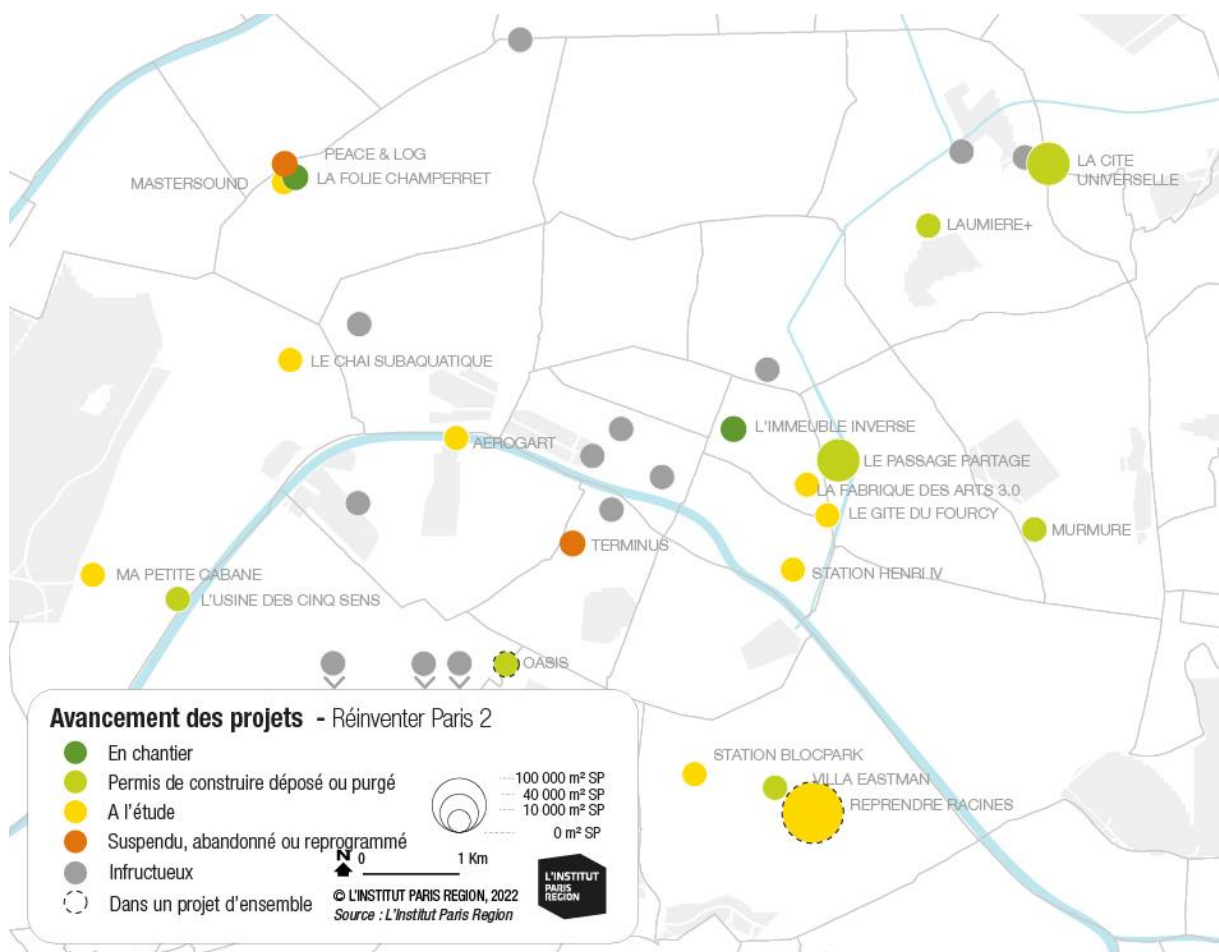 PEACE & LOG
MASTERSOUND
LA FOLIE CHAMPERRET
LA CITE
UNIVERSELLE
LAUMIERE+
LE CHAI SUBAQUATIQUE
AEROGART
L'IMMEUBLE INVERSE
LE PASSAGE PARTAGE
LA FABRIQUE DES ARTS 3.0
LE GITE DU FOURCY
MURMURE
TERMINUS
STATION HENRI IV
MA PETITE CABANE
L'USINE DES CINQ SENS
OASIS
STATION BLOCPARK
VILLA EASTMAN
REPRENDRE RACINES
Avancement des projets - Réinventer Paris 2
En chantier
Permis de construire déposé ou purgé
A l'étude
Suspendu, abandonné ou reprogrammé
Infructueux
Dans un projet d'ensemble
100 000 m² SP
40 000 m² SP
10 000 m² SP
0 m² SP
N 0 1 Km
© L'INSTITUT PARIS REGION, 2022
Source : L'Institut Paris Region
L'INSTITUT
PARIS
REGION